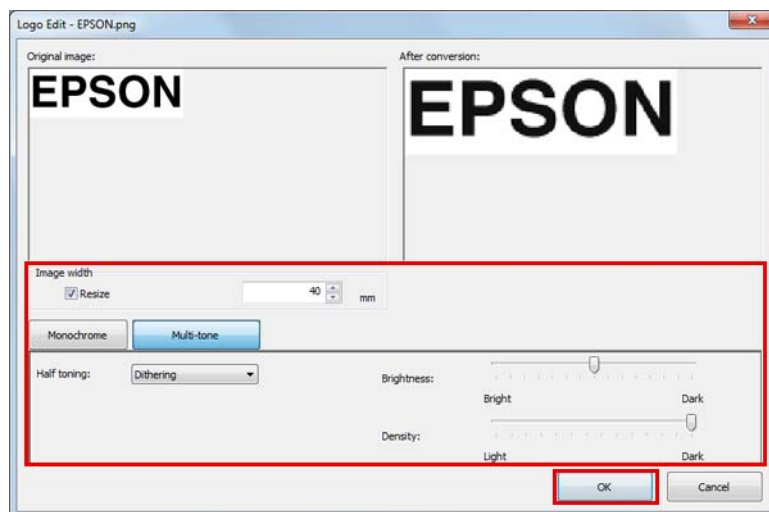 Logo Edit - EPSON.png
Original image:
After conversion:
EPSON
EPSON
Image width
Resize
40
mm
Monochrome
Multi-tone
Half toning:
Dithering
Brightness:
Bright
Dark
Density:
Light
Dark
OK
Cancel